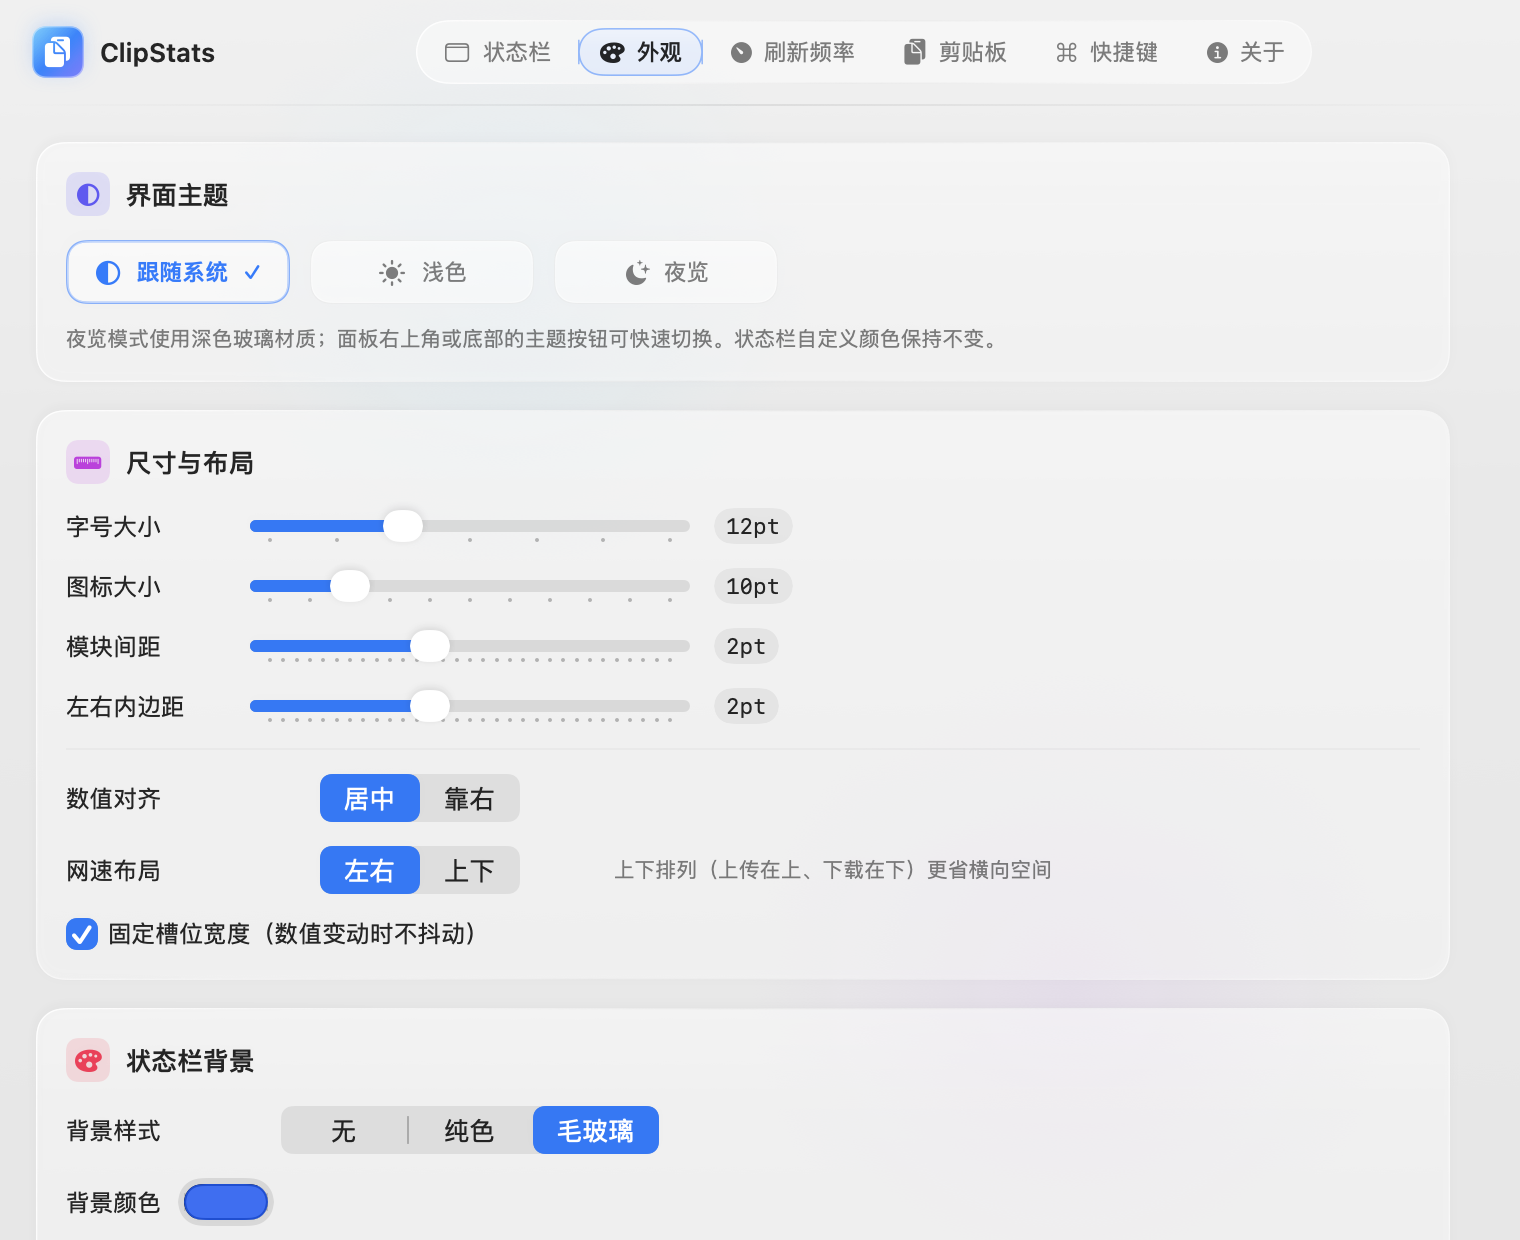 ClipStats
状态栏
外观
刷新频率
剪贴板
快捷键
关于
界面主题
跟随系统
浅色
夜览
夜览模式使用深色玻璃材质；面板右上角或底部的主题按钮可快速切换。状态栏自定义颜色保持不变。
尺寸与布局
字号大小
12pt
图标大小
10pt
模块间距
2pt
左右内边距
2pt
数值对齐
居中
靠右
网速布局
左右
上下
上下排列（上传在上、下载在下）更省横向空间
固定槽位宽度（数值变动时不抖动）
状态栏背景
背景样式
无
纯色
毛玻璃
背景颜色